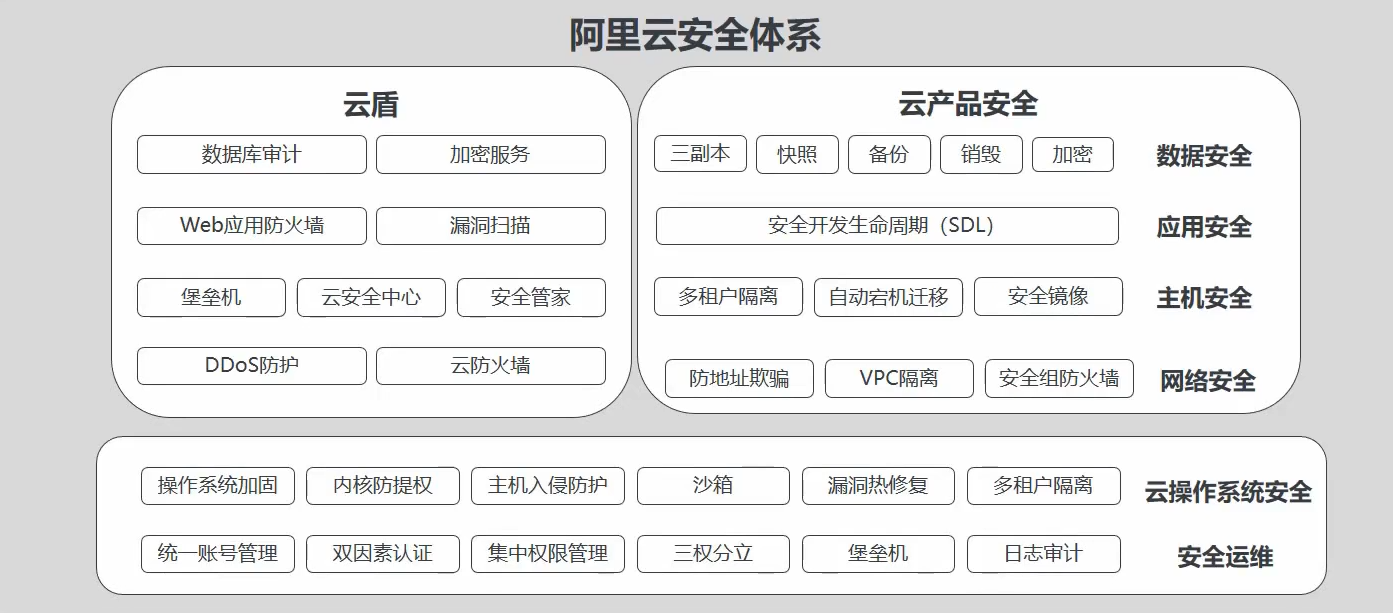 阿里云安全体系
云盾
数据库审计 加密服务
Web应用防火墙 漏洞扫描
堡垒机 云安全中心 安全管家
DDoS防护 云防火墙
云产品安全
三副本 快照 备份 销毁 加密 数据安全
安全开发生命周期（SDL） 应用安全
多租户隔离 自动宕机迁移 安全镜像 主机安全
防地址欺骗 VPC隔离 安全组防火墙 网络安全
操作系统加固 内核防提权 主机入侵防护 沙箱 漏洞热修复 多租户隔离 云操作系统安全
统一账号管理 双因素认证 集中权限管理 三权分立 堡垒机 日志审计 安全运维